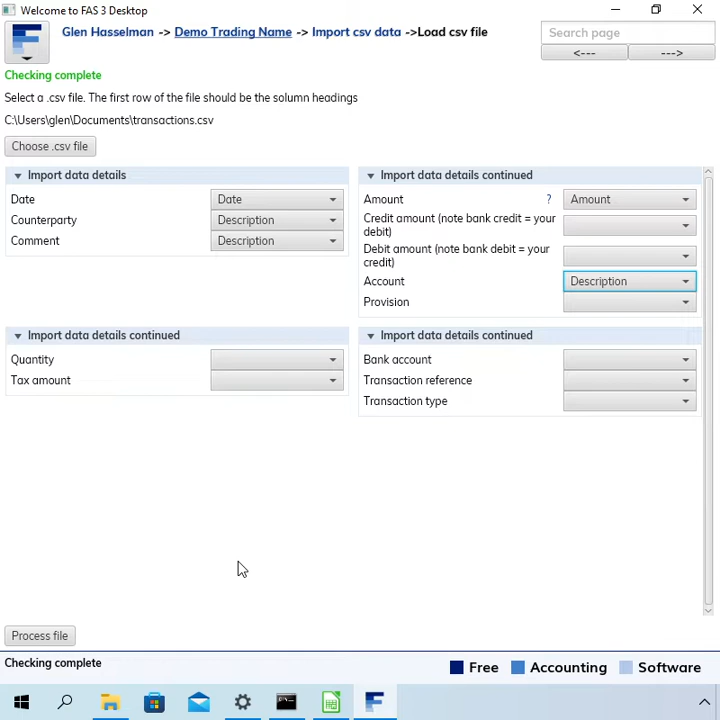 Welcome to FAS 3 Desktop
Glen Hasselman -> Demo Trading Name -> Import csv data ->Load csv file
Search page
<--- --->
Checking complete
Select a .csv file. The first row of the file should be the solumn headings
C:\Users\glen\Documents\transactions.csv
Choose .csv file
Import data details
Date Date
Counterparty Description
Comment Description
Import data details continued
Amount ? Amount
Credit amount (note bank credit = your
debit)
Debit amount (note bank debit = your
credit)
Account Description
Provision
Import data details continued
Quantity
Tax amount
Import data details continued
Bank account
Transaction reference
Transaction type
Process file
Checking complete
Free Accounting Software